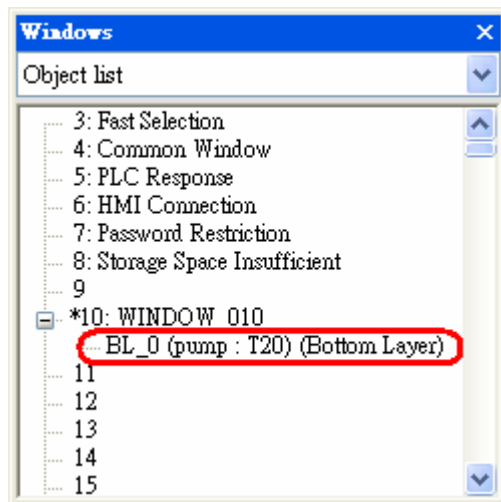 Windows
Object list
3: Fast Selection
4: Common Window
5: PLC Response
6: HMI Connection
7: Password Restriction
8: Storage Space Insufficient
9
*10: WINDOW_010
BL_0 (pump : T20) (Bottom Layer)
11
12
13
14
15